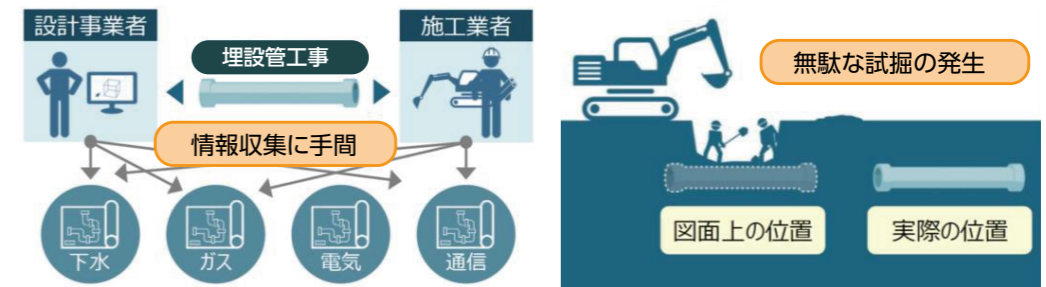 設計事業者
施工業者
埋設管工事
情報収集に手間
下水
ガス
電気
通信
無駄な試掘の発生
図面上の位置
実際の位置